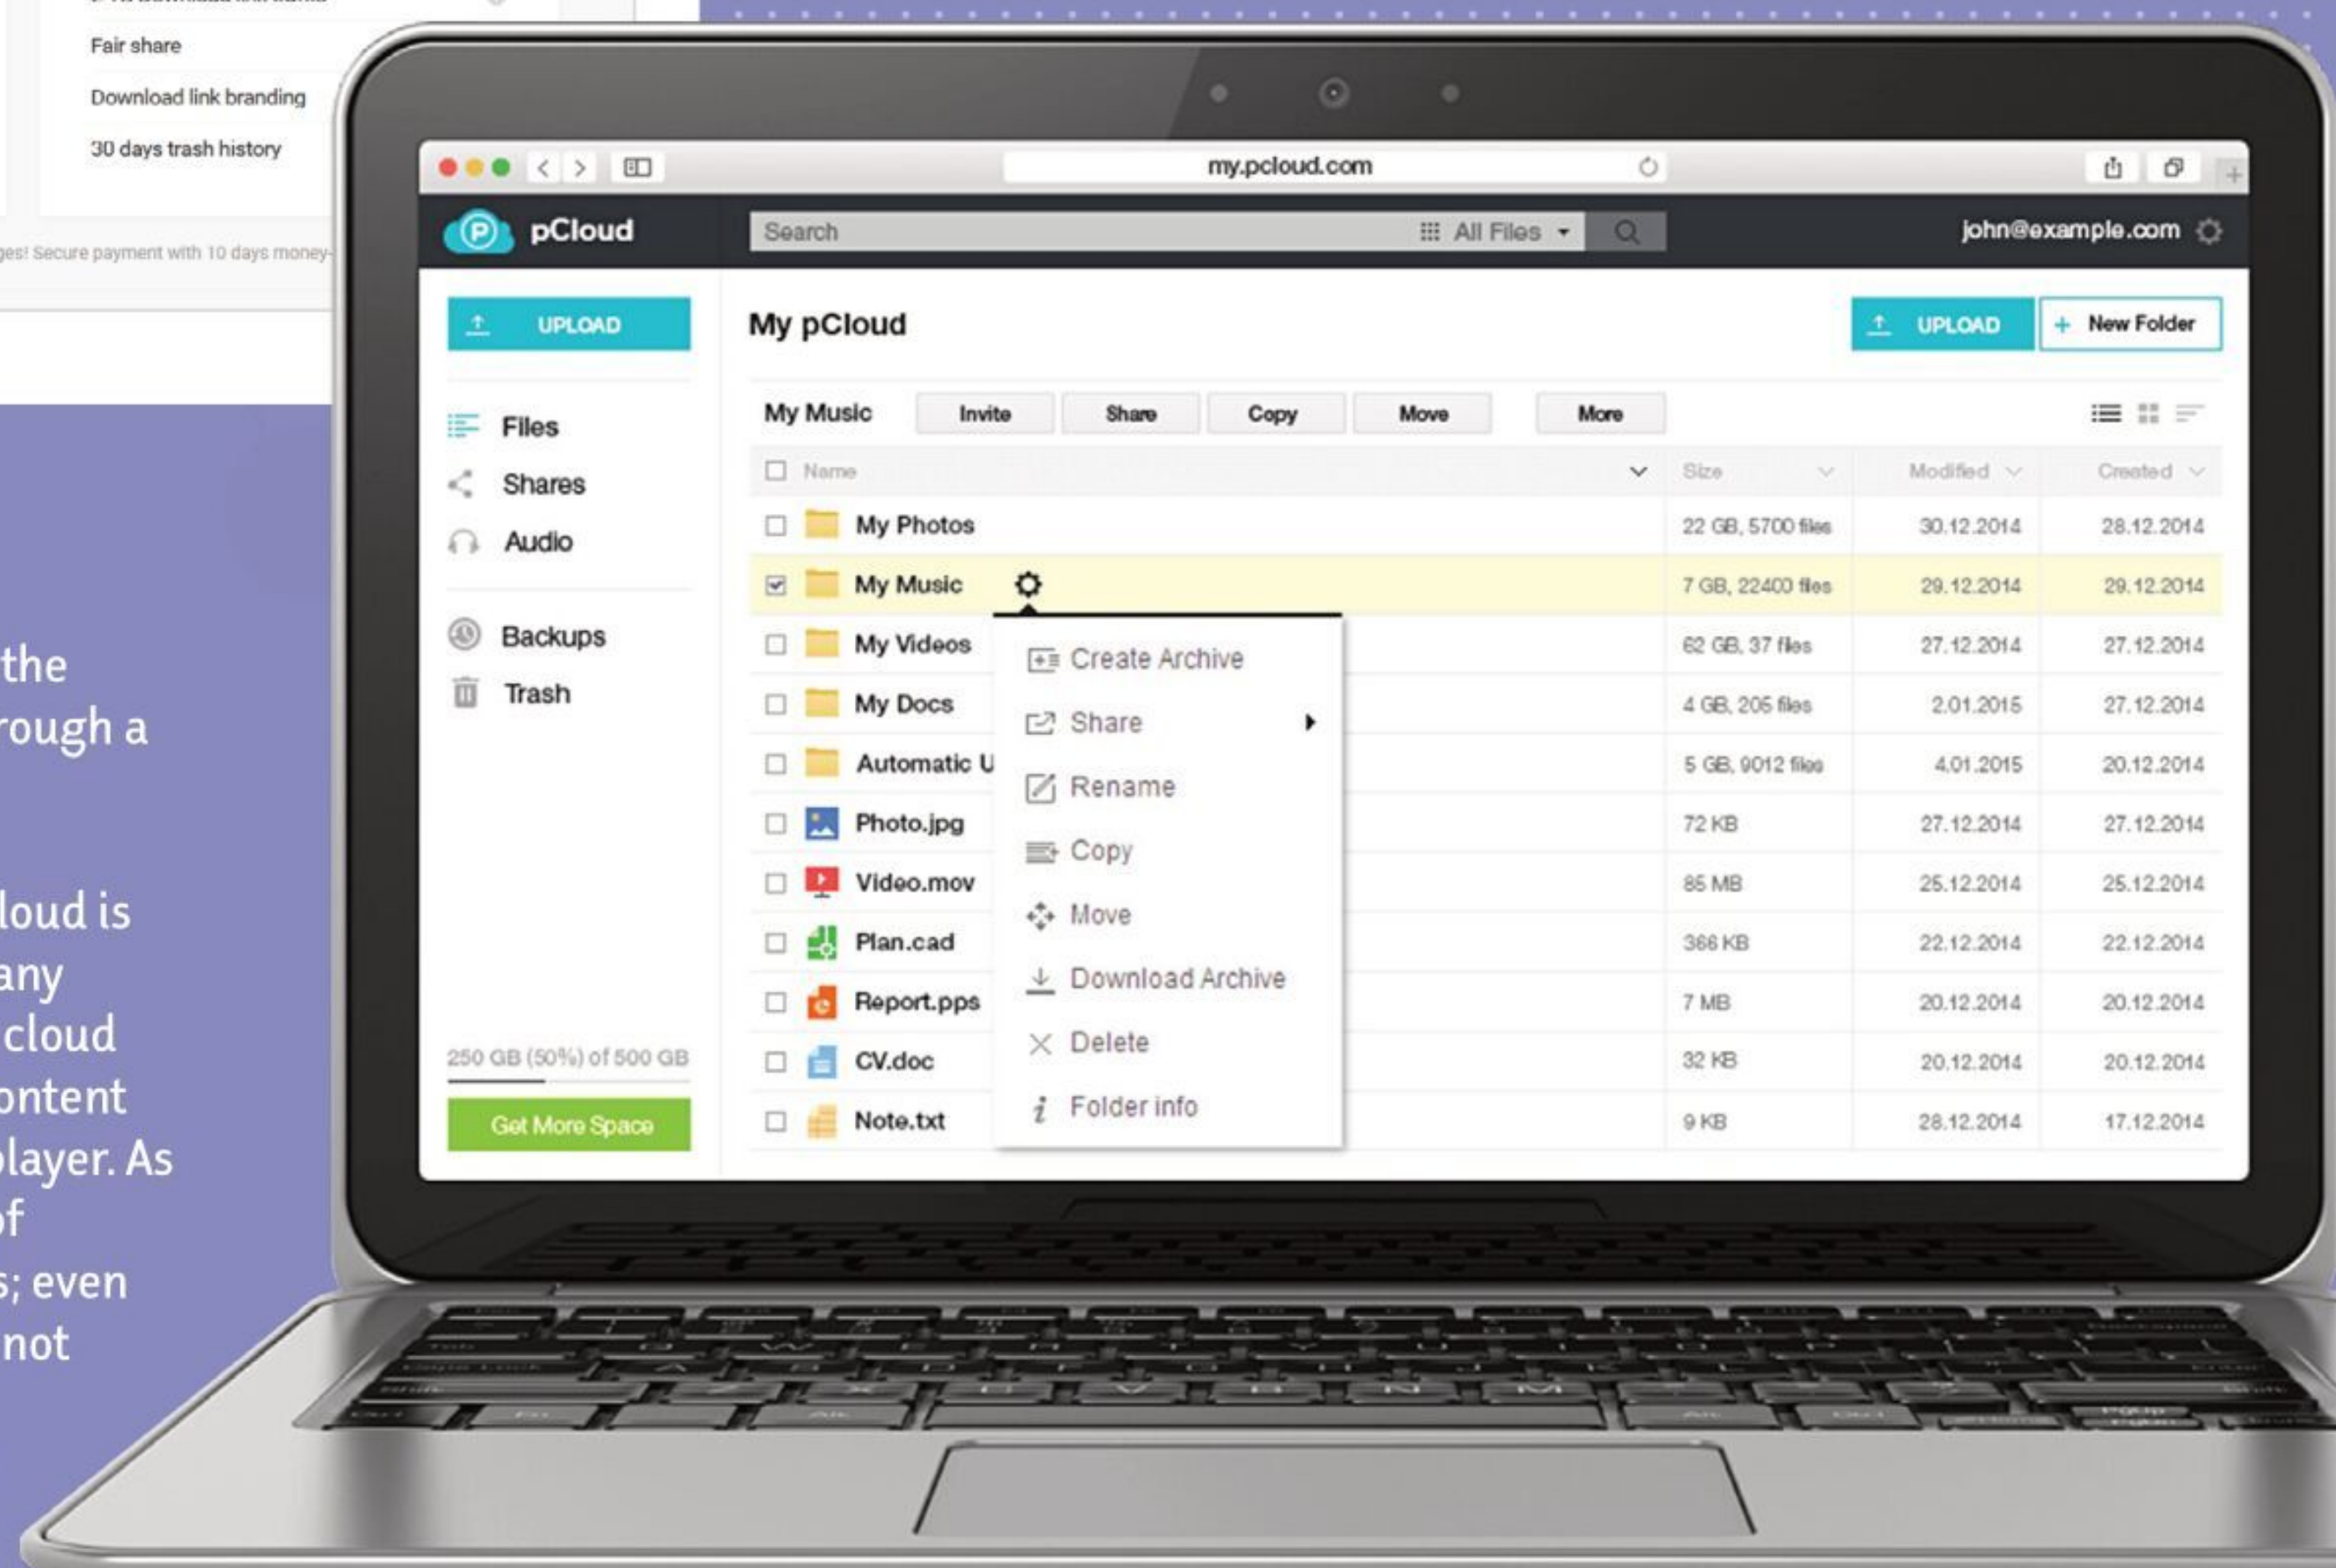 Fair share
Download link branding
30 days trash history
Secure payment with 10 days money-
the
a
is
any
cloud
As
even
not
my.pcloud.com
pCloud
Search All Files
john@example.com
UPLOAD
Files
Shares
Audio
Backups
Trash
250 GB (50%) of 500 GB
Get More Space
My pCloud
UPLOAD + New Folder
My Music Invite Share Copy Move More
Name Size Modified Created
My Photos 22 GB, 5700 files 30.12.2014 28.12.2014
My Music 7 GB, 22400 files 29.12.2014 29.12.2014
My Videos 62 GB, 37 files 27.12.2014 27.12.2014
My Docs 4 GB, 205 files 2.01.2015 27.12.2014
Automatic U 5 GB, 9012 files 4.01.2015 20.12.2014
Photo.jpg 72 KB 27.12.2014 27.12.2014
Video.mov 85 MB 25.12.2014 25.12.2014
Plan.cad 366 KB 22.12.2014 22.12.2014
Report.pps 7 MB 20.12.2014 20.12.2014
CV.doc 32 KB 20.12.2014 20.12.2014
Note.txt 9 KB 28.12.2014 17.12.2014
Create Archive
Share
Rename
Copy
Move
Download Archive
Delete
Folder info